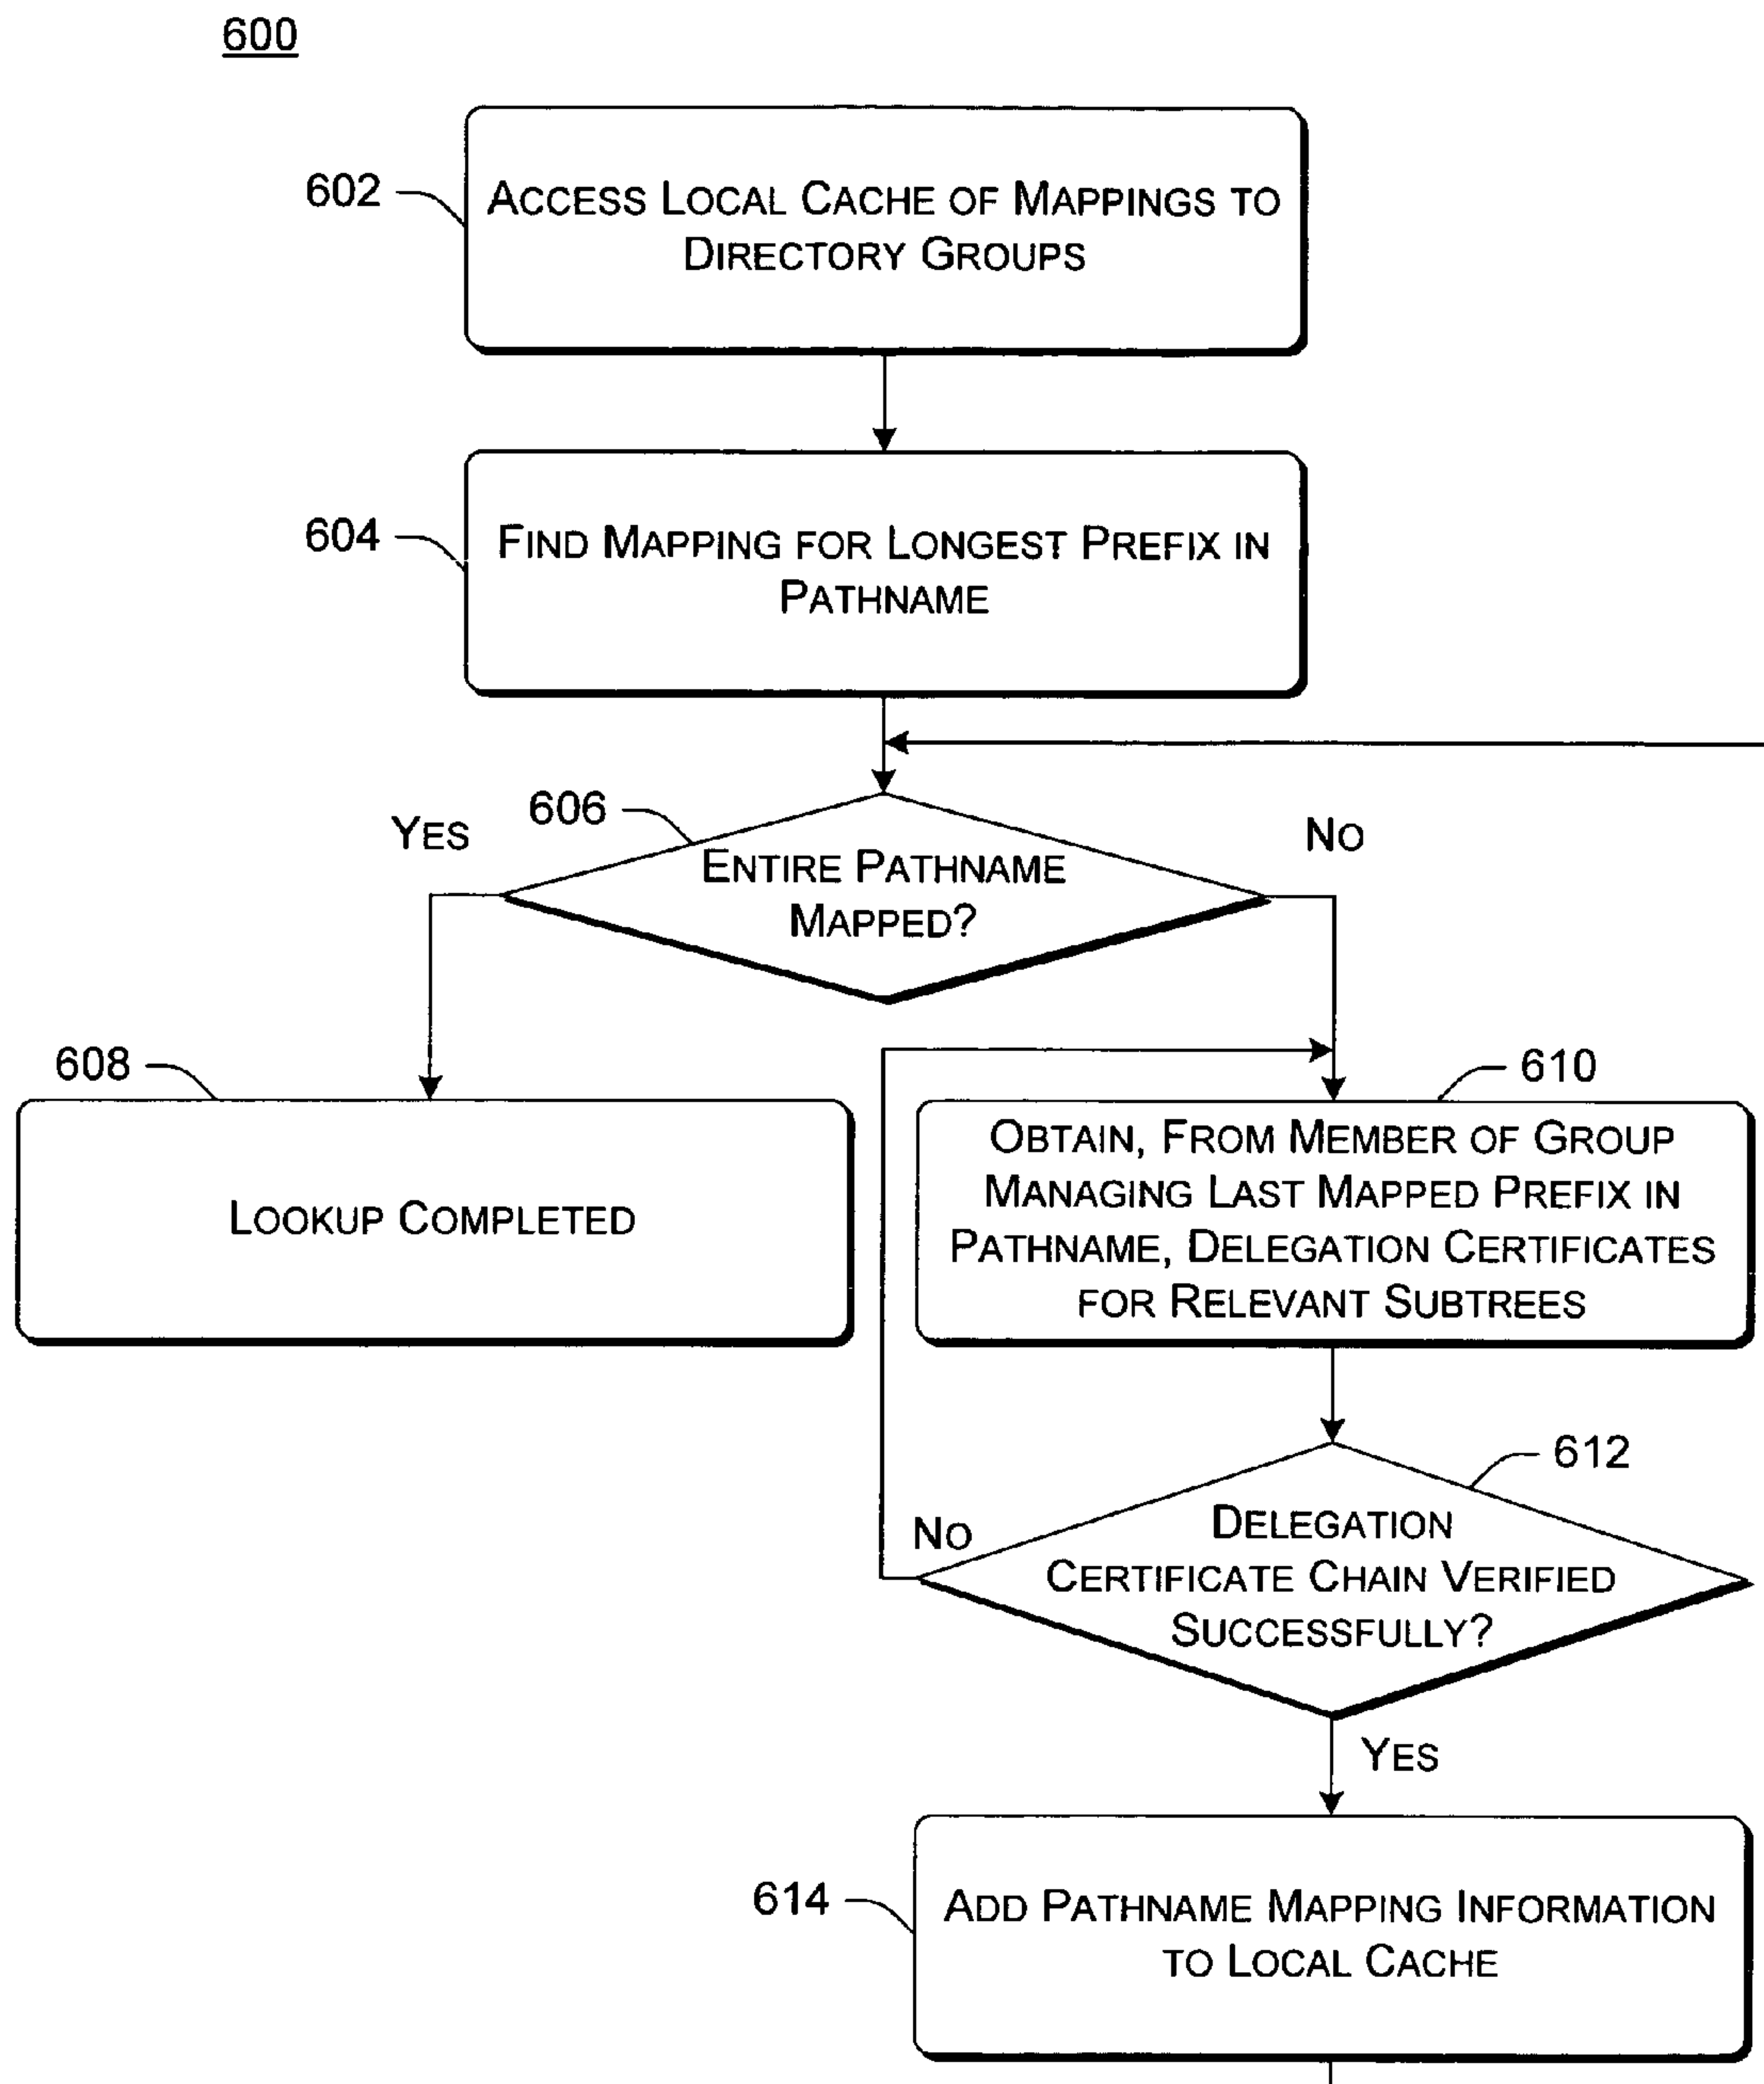 600
602
ACCESS LOCAL CACHE OF MAPPINGS TO
DIRECTORY GROUPS
604
FIND MAPPING FOR LONGEST PREFIX IN
PATHNAME
606
YES
NO
ENTIRE PATHNAME
MAPPED?
608
LOOKUP COMPLETED
610
OBTAIN, FROM MEMBER OF GROUP
MANAGING LAST MAPPED PREFIX IN
PATHNAME, DELEGATION CERTIFICATES
FOR RELEVANT SUBTREES
612
NO
DELEGATION
CERTIFICATE CHAIN VERIFIED
SUCCESSFULLY?
YES
614
ADD PATHNAME MAPPING INFORMATION
TO LOCAL CACHE